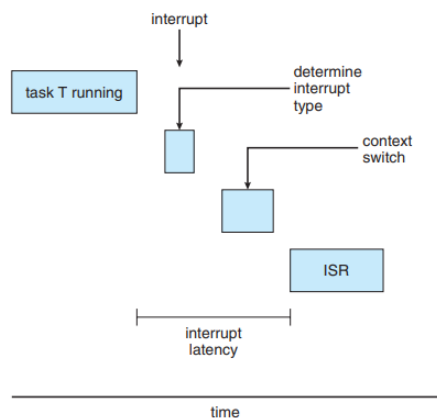 interrupt
task T running
determine
interrupt
type
context
switch
ISR
interrupt
latency
time